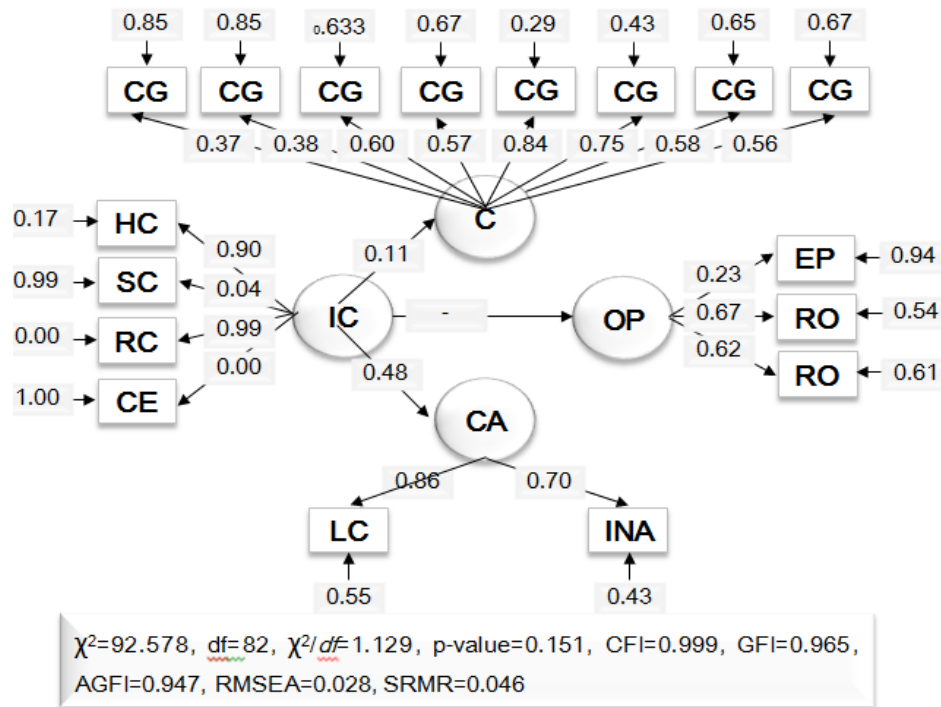 0.85 0.85 0.633 0.67 0.29 0.43 0.65 0.67
CG CG CG CG CG CG CG CG
0.37 0.38 0.60 0.57 0.84 0.75 0.58 0.56
C
0.17 HC
0.90
0.11
0.99 SC
0.04
0.00 RC
0.99
0.00
1.00 CE
IC
-
OP
0.23
EP 0.94
0.67
RO 0.54
0.62
RO 0.61
0.48
CA
0.86 0.70
LC INA
0.55 0.43
χ²=92.578, df=82, χ²/df=1.129, p-value=0.151, CFI=0.999, GFI=0.965,
AGFI=0.947, RMSEA=0.028, SRMR=0.046